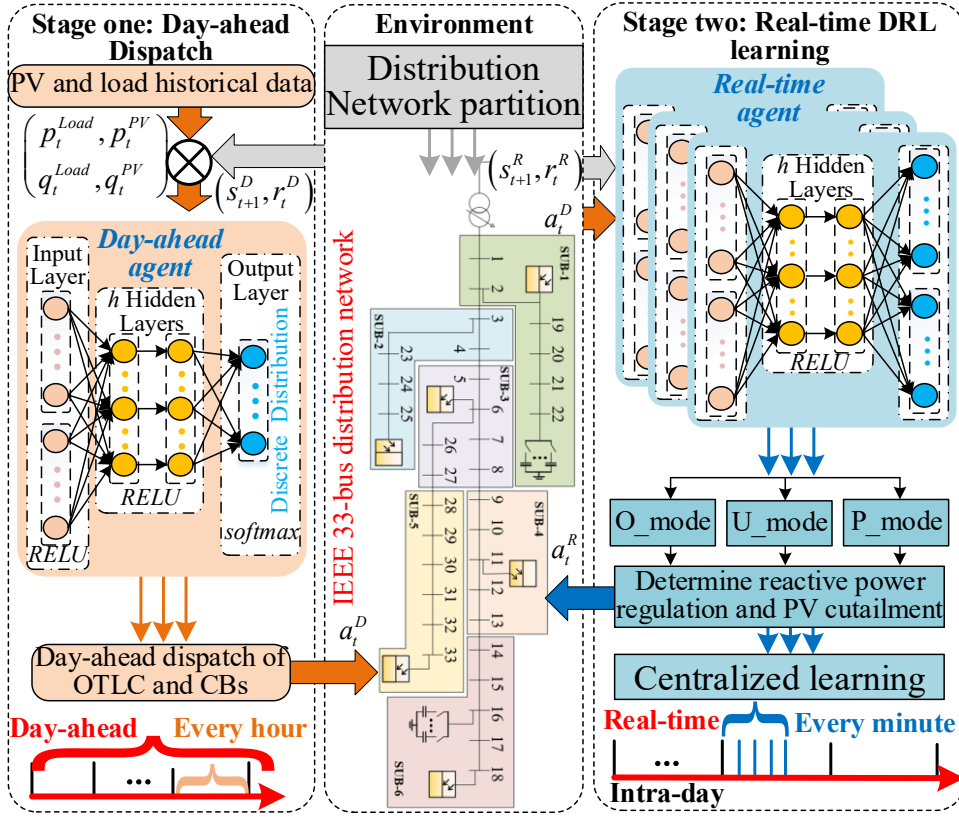 Stage one: Day-ahead
Dispatch
PV and load historical data
p_t^{Load}, p_t^{PV}
q_t^{Load}, q_t^{PV}
(s_{t+1}^D, r_t^D)
Day-ahead
agent
Input
Layer
h Hidden
Layers
Output
Layer
Discrete Distribution
RELU
RELU
softmax
Day-ahead dispatch of
OTLC and CBs
Day-ahead
Every hour
...
Environment
Distribution
Network partition
(s_{t+1}^R, r_t^R)
a_t^D
IEEE 33-bus distribution network
SUB-1
1
2
19
20
21
22
SUB-2
3
4
23
24
25
SUB-3
5
6
7
8
26
27
SUB-4
9
10
11
12
13
a_t^R
SUB-5
28
29
30
31
32
33
a_t^D
SUB-6
14
15
16
17
18
Stage two: Real-time DRL
learning
Real-time
agent
h Hidden
Layers
RELU
O_mode
U_mode
P_mode
Determine reactive power
regulation and PV cutailment
Centralized learning
Real-time
Every minute
...
Intra-day